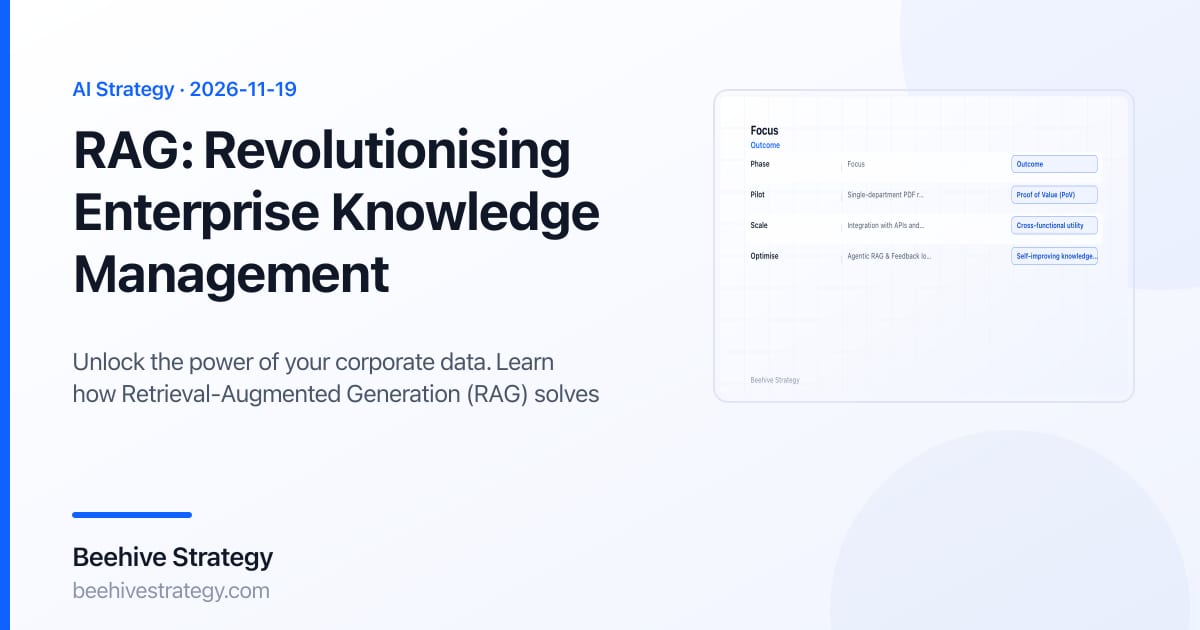 AI Strategy · 2026-11-19
RAG: Revolutionising
Enterprise Knowledge
Management
Unlock the power of your corporate data. Learn
how Retrieval-Augmented Generation (RAG) solves
Beehive Strategy
beehivestrategy.com
Focus
Outcome
Phase Focus Outcome
Pilot Single-department PDF r... Proof of Value (PoV)
Scale Integration with APIs and... Cross-functional utility
Optimise Agentic RAG & Feedback lo... Self-improving knowledge...
Beehive Strategy